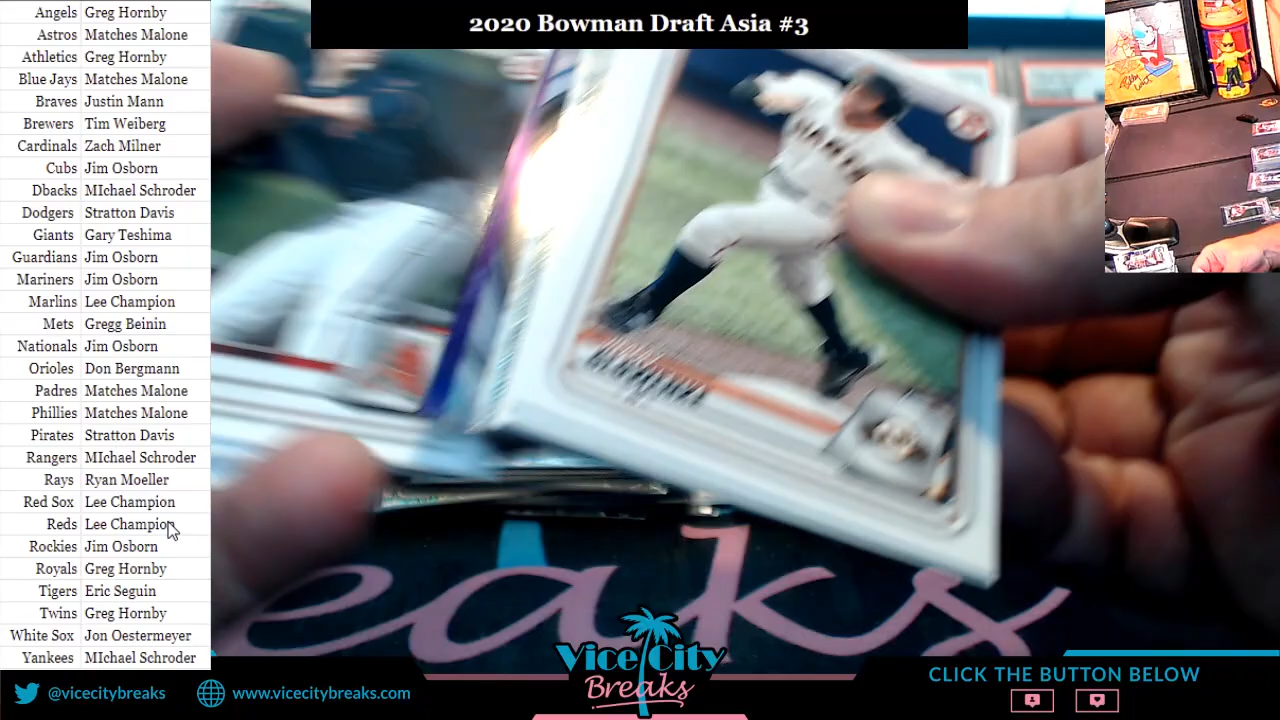 2020 Bowman Draft Asia #3
Angels Greg Hornby
Astros Matches Malone
Athletics Greg Hornby
Blue Jays Matches Malone
Braves Justin Mann
Brewers Tim Weiberg
Cardinals Zach Milner
Cubs Jim Osborn
Dbacks MIchael Schroder
Dodgers Stratton Davis
Giants Gary Teshima
Guardians Jim Osborn
Mariners Jim Osborn
Marlins Lee Champion
Mets Gregg Beinin
Nationals Jim Osborn
Orioles Don Bergmann
Padres Matches Malone
Phillies Matches Malone
Pirates Stratton Davis
Rangers MIchael Schroder
Rays Ryan Moeller
Red Sox Lee Champion
Reds Lee Champion
Rockies Jim Osborn
Royals Greg Hornby
Tigers Eric Seguin
Twins Greg Hornby
White Sox Jon Oestermeyer
Yankees MIchael Schroder
eaks
Vice City
Breaks
@vicecitybreaks
www.vicecitybreaks.com
CLICK THE BUTTON BELOW